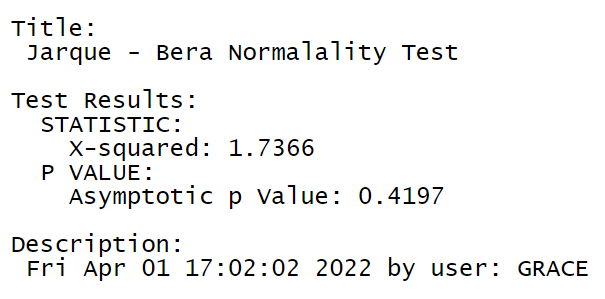 Title:
Jarque - Bera Normalality Test
Test Results:
STATISTIC:
X-squared: 1.7366
P VALUE:
Asymptotic p Value: 0.4197
Description:
Fri Apr 01 17:02:02 2022 by user: GRACE